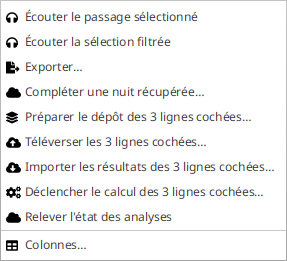 Écouter le passage sélectionné
Écouter la sélection filtrée
Exporter...
Compléter une nuit récupérée...
Préparer le dépôt des 3 lignes cochées...
Téléverser les 3 lignes cochées...
Importer les résultats des 3 lignes cochées...
Déclencher le calcul des 3 lignes cochées...
Relever l'état des analyses
Colonnes...